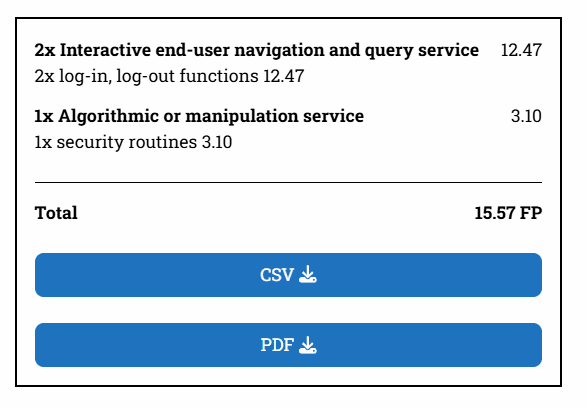 2x Interactive end-user navigation and query service 12.47
2x log-in, log-out functions 12.47
1x Algorithmic or manipulation service 3.10
1x security routines 3.10
Total 15.57 FP
CSV
PDF